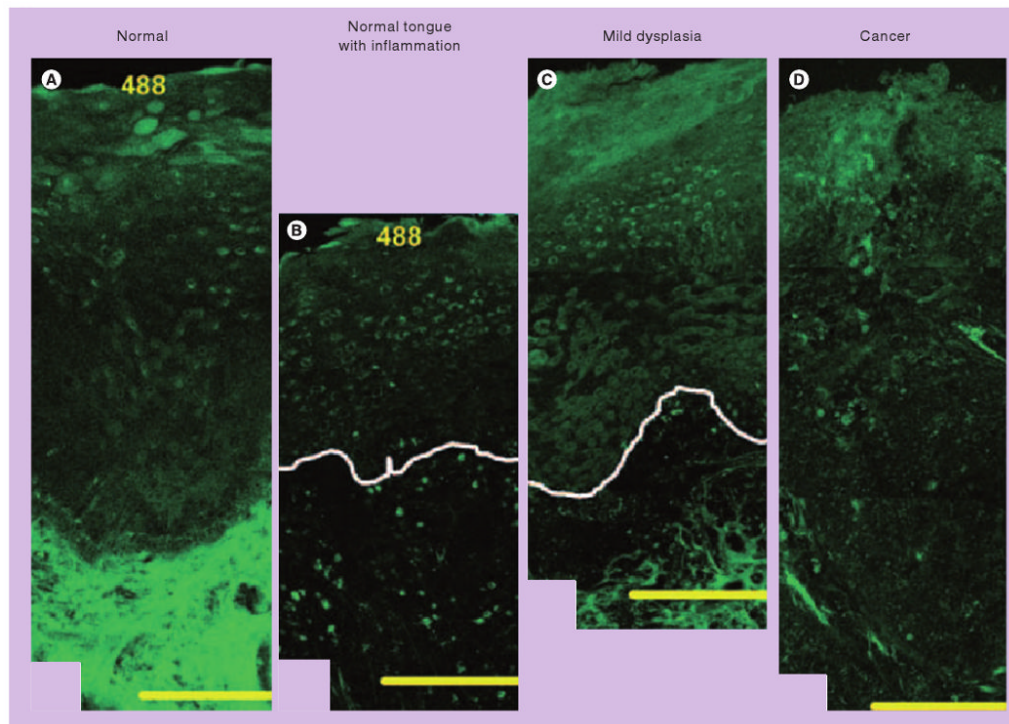 Normal
Normal tongue
with inflammation
Mild dysplasia
Cancer
A
488
B
488
C
D